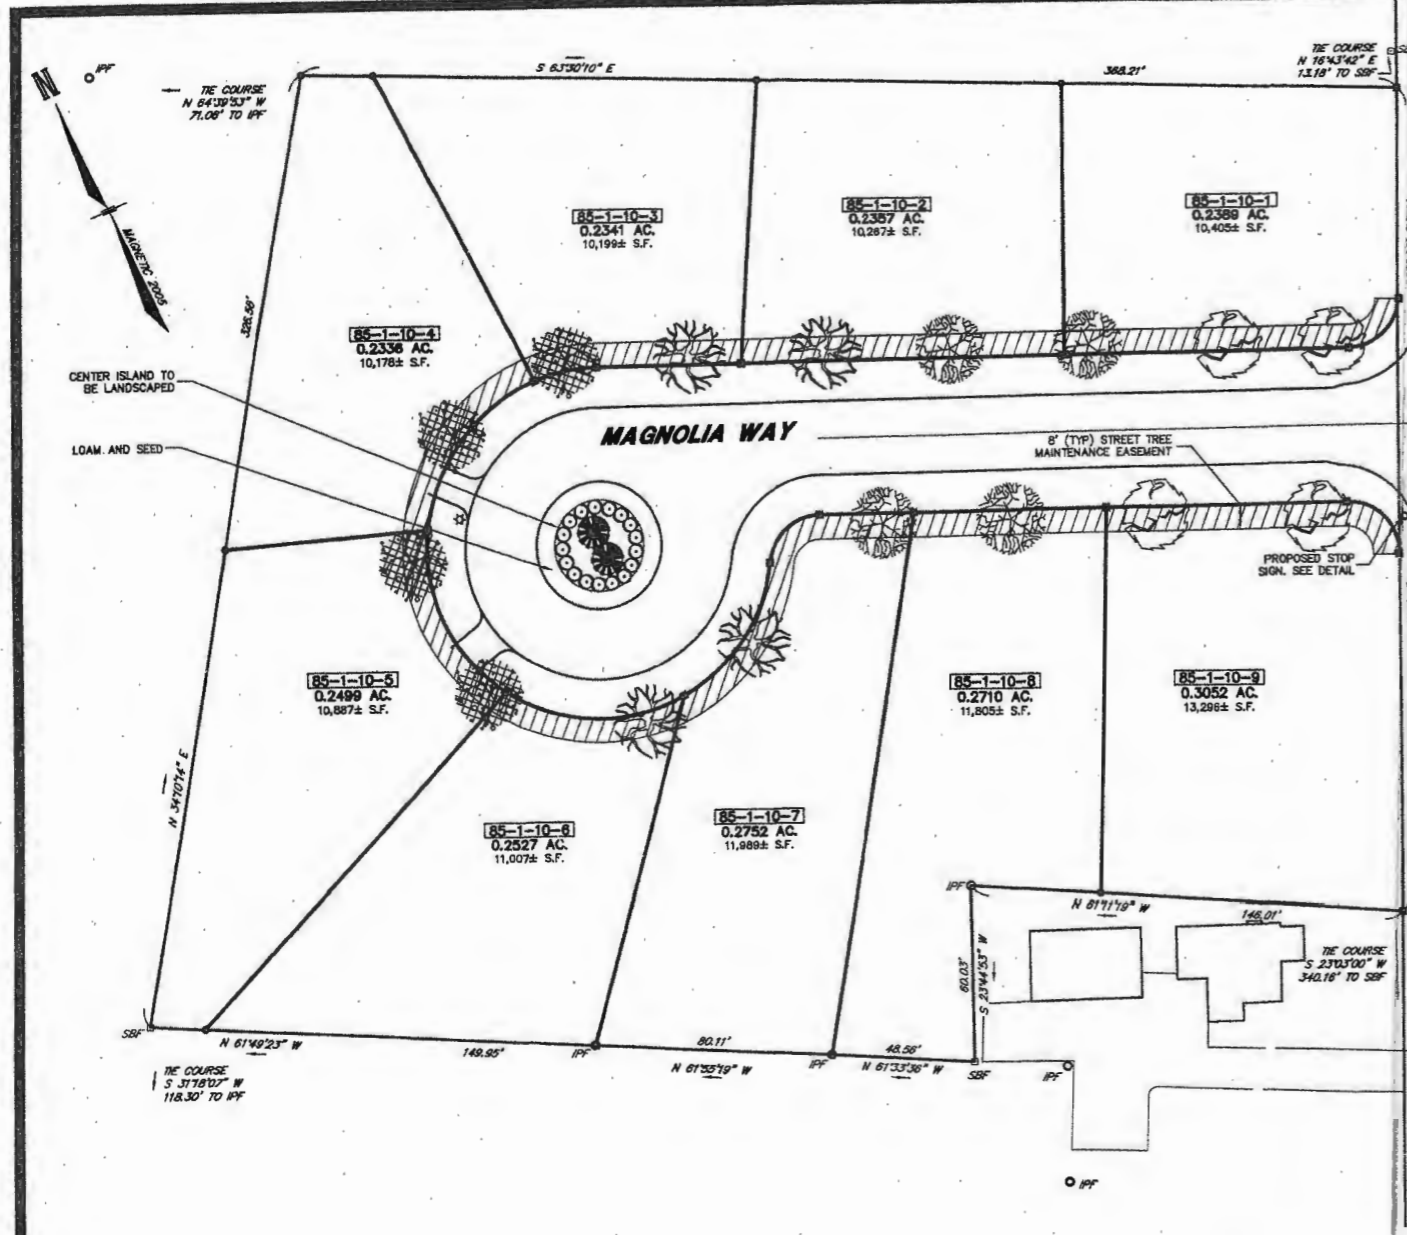 N
IPF
TIE COURSE
N 64°39'53" W
71.06' TO IPF
S 63°30'10" E
368.21'
TIE COURSE
N 16°43'42" E
13.18' TO SBF
MAGNETIC 2005
85-1-10-3
0.2341 AC.
10,199± S.F.
85-1-10-2
0.2357 AC.
10,267± S.F.
85-1-10-1
0.2389 AC.
10,405± S.F.
326.56'
85-1-10-4
0.2336 AC.
10,178± S.F.
CENTER ISLAND TO
BE LANDSCAPED
LOAM AND SEED
MAGNOLIA WAY
8' (TYP) STREET TREE
MAINTENANCE EASEMENT
PROPOSED STOP
SIGN. SEE DETAIL
85-1-10-5
0.2499 AC.
10,887± S.F.
85-1-10-8
0.2710 AC.
11,805± S.F.
85-1-10-9
0.3052 AC.
13,296± S.F.
N 34°10'14" E
85-1-10-6
0.2527 AC.
11,007± S.F.
85-1-10-7
0.2752 AC.
11,989± S.F.
IPF
N 61°11'19" W
146.01'
60.03'
S 23°44'53" W
TIE COURSE
S 23°03'00" W
340.16' TO SBF
SBF
N 61°49'23" W
149.95'
IPF
80.11'
N 61°55'19" W
IPF
48.56'
N 61°33'36" W
SBF
IPF
TIE COURSE
S 31°18'07" W
118.30' TO IPF
IPF